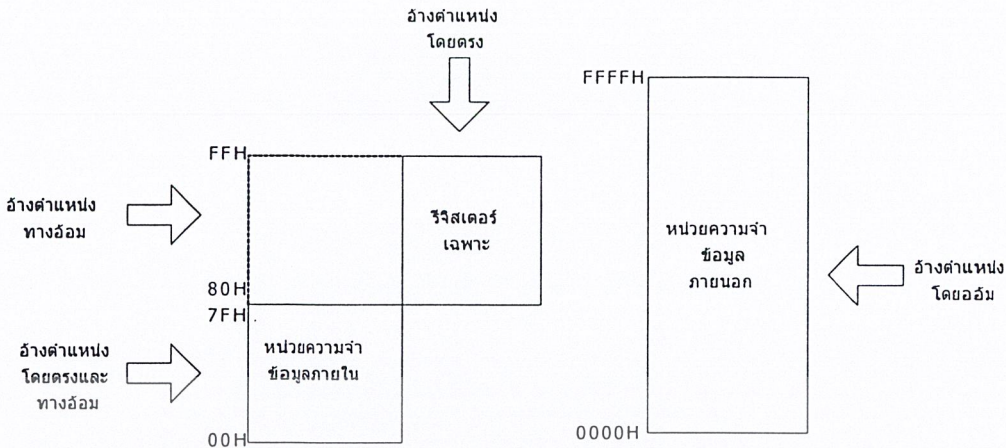 อ้างตำแหน่ง
โดยตรง
FFFFH
FFH
อ้างตำแหน่ง
ทางอ้อม
รีจิสเตอร์
เฉพาะ
หน่วยความจำ
ข้อมูล
ภายนอก
อ้างตำแหน่ง
โดยออ้ม
80H
7FH
อ้างตำแหน่ง
โดยตรงและ
ทางอ้อม
หน่วยความจำ
ข้อมูลภายใน
00H
0000H